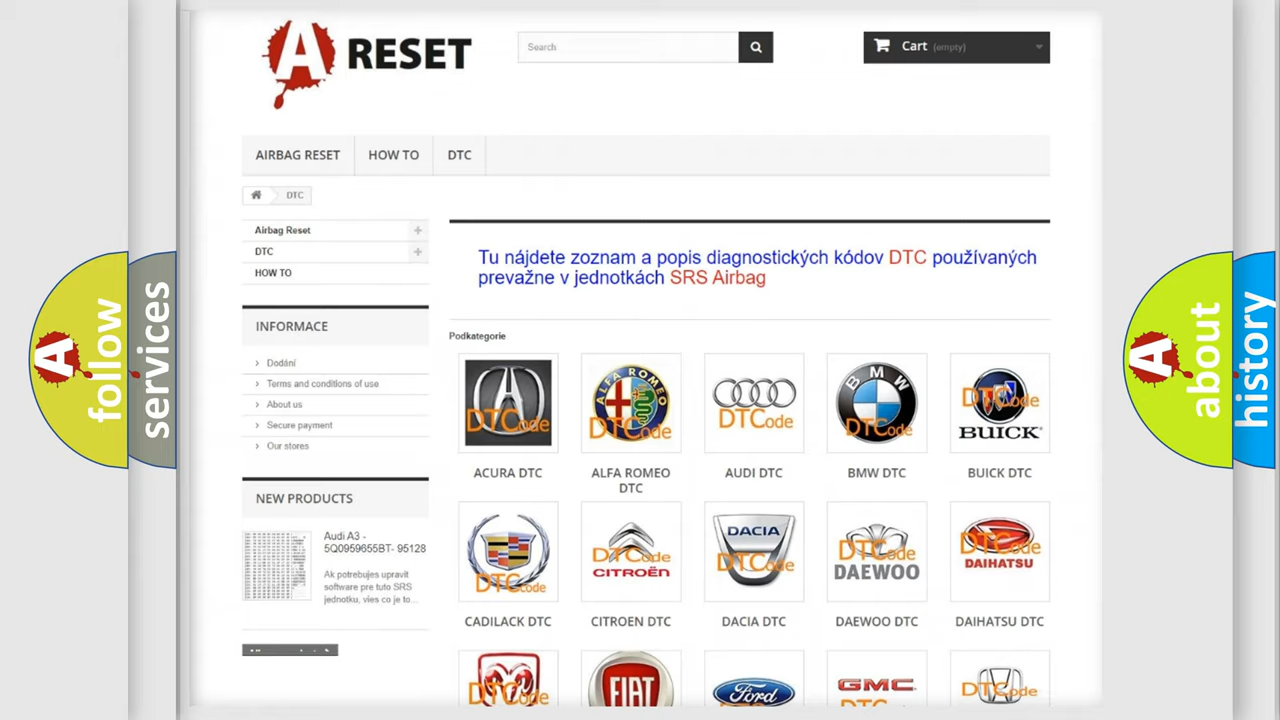 A RESET
Search
Cart (empty)
AIRBAG RESET
HOW TO
DTC
DTC
Airbag Reset
DTC
HOW TO
INFORMACE
Dodání
Terms and conditions of use
About us
Secure payment
Our stores
NEW PRODUCTS
Audi A3 -
5Q0959655BT- 95128
Ak potrebujes upravit
software pre tuto SRS
jednotku, vies co je to...
Tu nájdete zoznam a popis diagnostických kódov DTC používaných
prevažne v jednotkách SRS Airbag
Podkategorie
DTCode
ALFA ROMEO
DTCode
DTCode
BMW
DTCode
DTCode
BUICK
ACURA DTC
ALFA ROMEO
DTC
AUDI DTC
BMW DTC
BUICK DTC
DTCode
DTCode
CITROËN
DACIA
DTCode
DTCode
DAEWOO
DTCode
DAIHATSU
CADILACK DTC
CITROEN DTC
DACIA DTC
DAEWOO DTC
DAIHATSU DTC
DTCode
FIAT
Ford
GMC
DTCode
A follow
services
A about
history